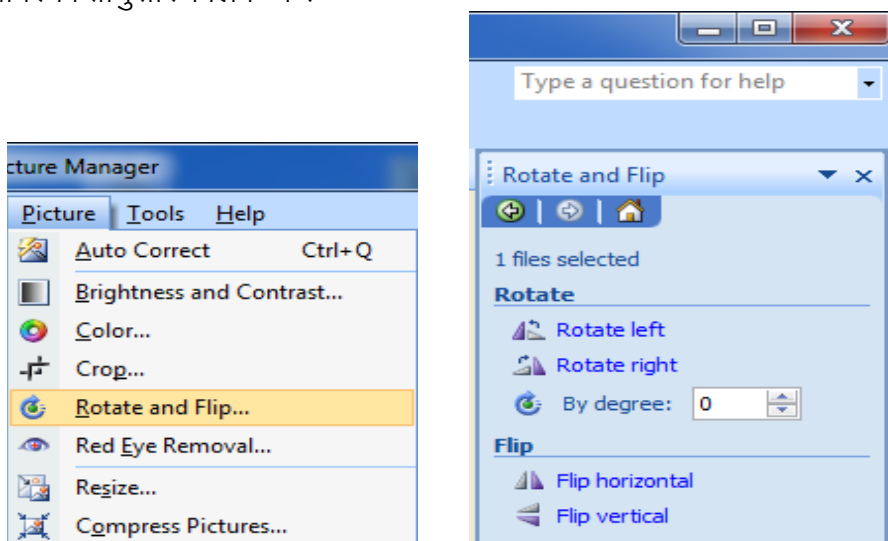 Type a question for help
cture Manager
Picture Tools Help
Auto Correct Ctrl+Q
Brightness and Contrast...
Color...
Crop...
Rotate and Flip...
Red Eye Removal...
Resize...
Compress Pictures...
Rotate and Flip
1 files selected
Rotate
Rotate left
Rotate right
By degree: 0
Flip
Flip horizontal
Flip vertical